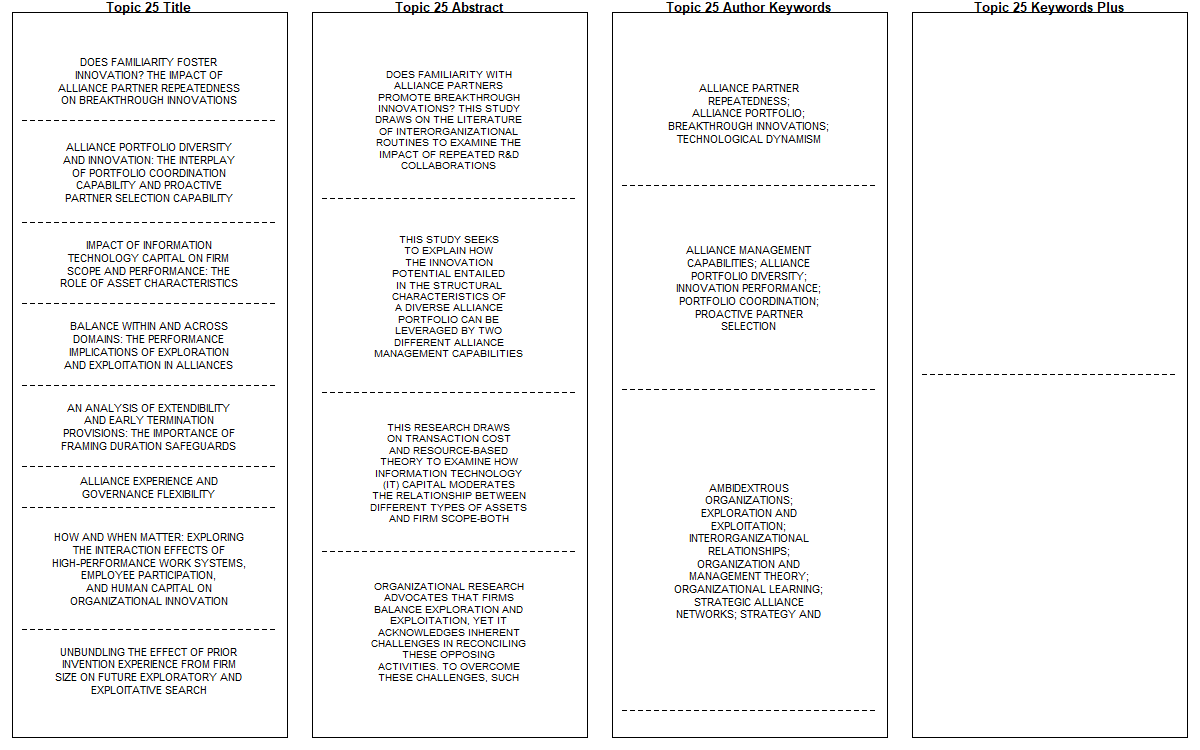 Topic 25 Title
DOES FAMILIARITY FOSTER
INNOVATION? THE IMPACT OF
ALLIANCE PARTNER REPEATEDNESS
ON BREAKTHROUGH INNOVATIONS
ALLIANCE PORTFOLIO DIVERSITY
AND INNOVATION: THE INTERPLAY
OF PORTFOLIO COORDINATION
CAPABILITY AND PROACTIVE
PARTNER SELECTION CAPABILITY
IMPACT OF INFORMATION
TECHNOLOGY CAPITAL ON FIRM
SCOPE AND PERFORMANCE: THE
ROLE OF ASSET CHARACTERISTICS
BALANCE WITHIN AND ACROSS
DOMAINS: THE PERFORMANCE
IMPLICATIONS OF EXPLORATION
AND EXPLOITATION IN ALLIANCES
AN ANALYSIS OF EXTENDIBILITY
AND EARLY TERMINATION
PROVISIONS: THE IMPORTANCE OF
FRAMING DURATION SAFEGUARDS
ALLIANCE EXPERIENCE AND
GOVERNANCE FLEXIBILITY
HOW AND WHEN MATTER: EXPLORING
THE INTERACTION EFFECTS OF
HIGH-PERFORMANCE WORK SYSTEMS,
EMPLOYEE PARTICIPATION,
AND HUMAN CAPITAL ON
ORGANIZATIONAL INNOVATION
UNBUNDLING THE EFFECT OF PRIOR
INVENTION EXPERIENCE FROM FIRM
SIZE ON FUTURE EXPLORATORY AND
EXPLOITATIVE SEARCH
Topic 25 Abstract
DOES FAMILIARITY WITH
ALLIANCE PARTNERS
PROMOTE BREAKTHROUGH
INNOVATIONS? THIS STUDY
DRAWS ON THE LITERATURE
OF INTERORGANIZATIONAL
ROUTINES TO EXAMINE THE
IMPACT OF REPEATED R&D
COLLABORATIONS
THIS STUDY SEEKS
TO EXPLAIN HOW
THE INNOVATION
POTENTIAL ENTAILED
IN THE STRUCTURAL
CHARACTERISTICS OF
A DIVERSE ALLIANCE
PORTFOLIO CAN BE
LEVERAGED BY TWO
DIFFERENT ALLIANCE
MANAGEMENT CAPABILITIES
THIS RESEARCH DRAWS
ON TRANSACTION COST
AND RESOURCE-BASED
THEORY TO EXAMINE HOW
INFORMATION TECHNOLOGY
(IT) CAPITAL MODERATES
THE RELATIONSHIP BETWEEN
DIFFERENT TYPES OF ASSETS
AND FIRM SCOPE-BOTH
ORGANIZATIONAL RESEARCH
ADVOCATES THAT FIRMS
BALANCE EXPLORATION AND
EXPLOITATION, YET IT
ACKNOWLEDGES INHERENT
CHALLENGES IN RECONCILING
THESE OPPOSING
ACTIVITIES. TO OVERCOME
THESE CHALLENGES, SUCH
Topic 25 Author Keywords
ALLIANCE PARTNER
REPEATEDNESS;
ALLIANCE PORTFOLIO;
BREAKTHROUGH INNOVATIONS;
TECHNOLOGICAL DYNAMISM
ALLIANCE MANAGEMENT
CAPABILITIES; ALLIANCE
PORTFOLIO DIVERSITY;
INNOVATION PERFORMANCE;
PORTFOLIO COORDINATION;
PROACTIVE PARTNER
SELECTION
AMBIDEXTROUS
ORGANIZATIONS;
EXPLORATION AND
EXPLOITATION;
INTERORGANIZATIONAL
RELATIONSHIPS;
ORGANIZATION AND
MANAGEMENT THEORY;
ORGANIZATIONAL LEARNING;
STRATEGIC ALLIANCE
NETWORKS; STRATEGY AND
Topic 25 Keywords Plus